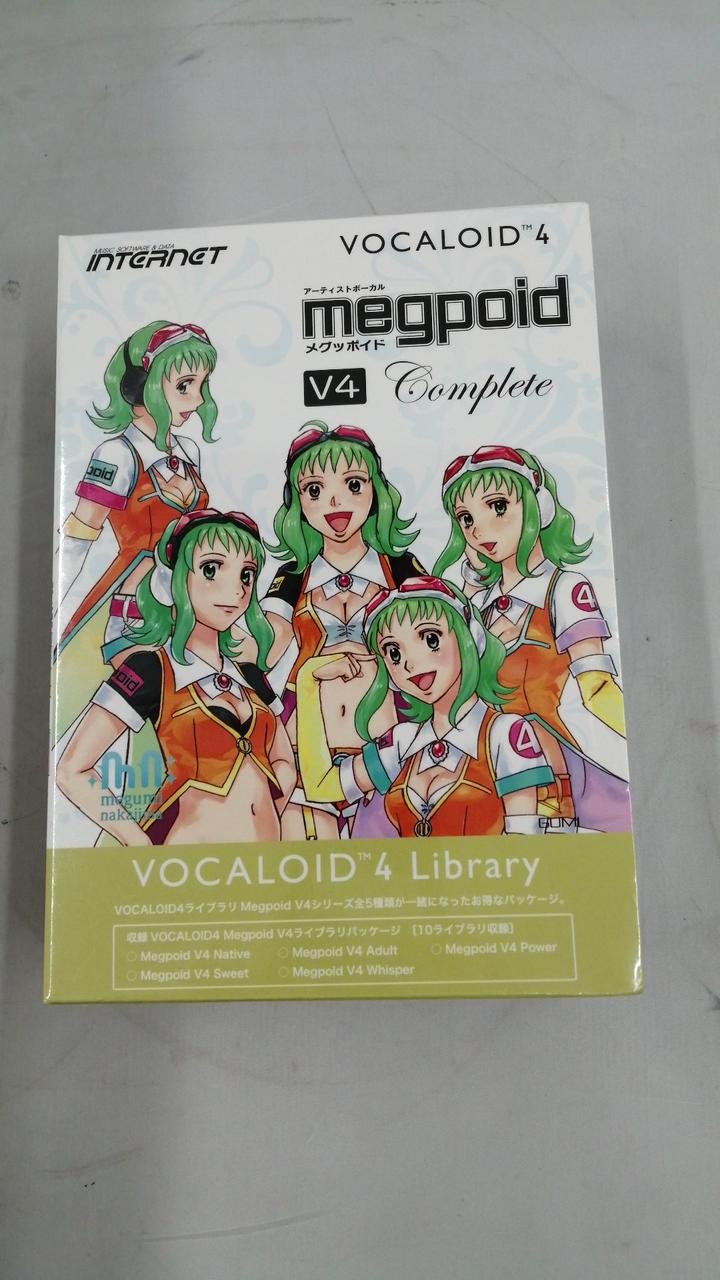 MUSIC SOFTWARE & DATA
INTERNET
VOCALOID™4
アーティストボーカル
megpoid
メグッポイド
V4 Complete
poid
4
poid
4
megumi
nakajima
GUMI
VOCALOID™4 Library
VOCALOID4ライブラリ Megpoid V4シリーズ全5種類が一緒になったお得なパッケージ。
収録 VOCALOID4 Megpoid V4ライブラリパッケージ ［10ライブラリ収録］
○ Megpoid V4 Native ○ Megpoid V4 Adult ○ Megpoid V4 Power
○ Megpoid V4 Sweet ○ Megpoid V4 Whisper